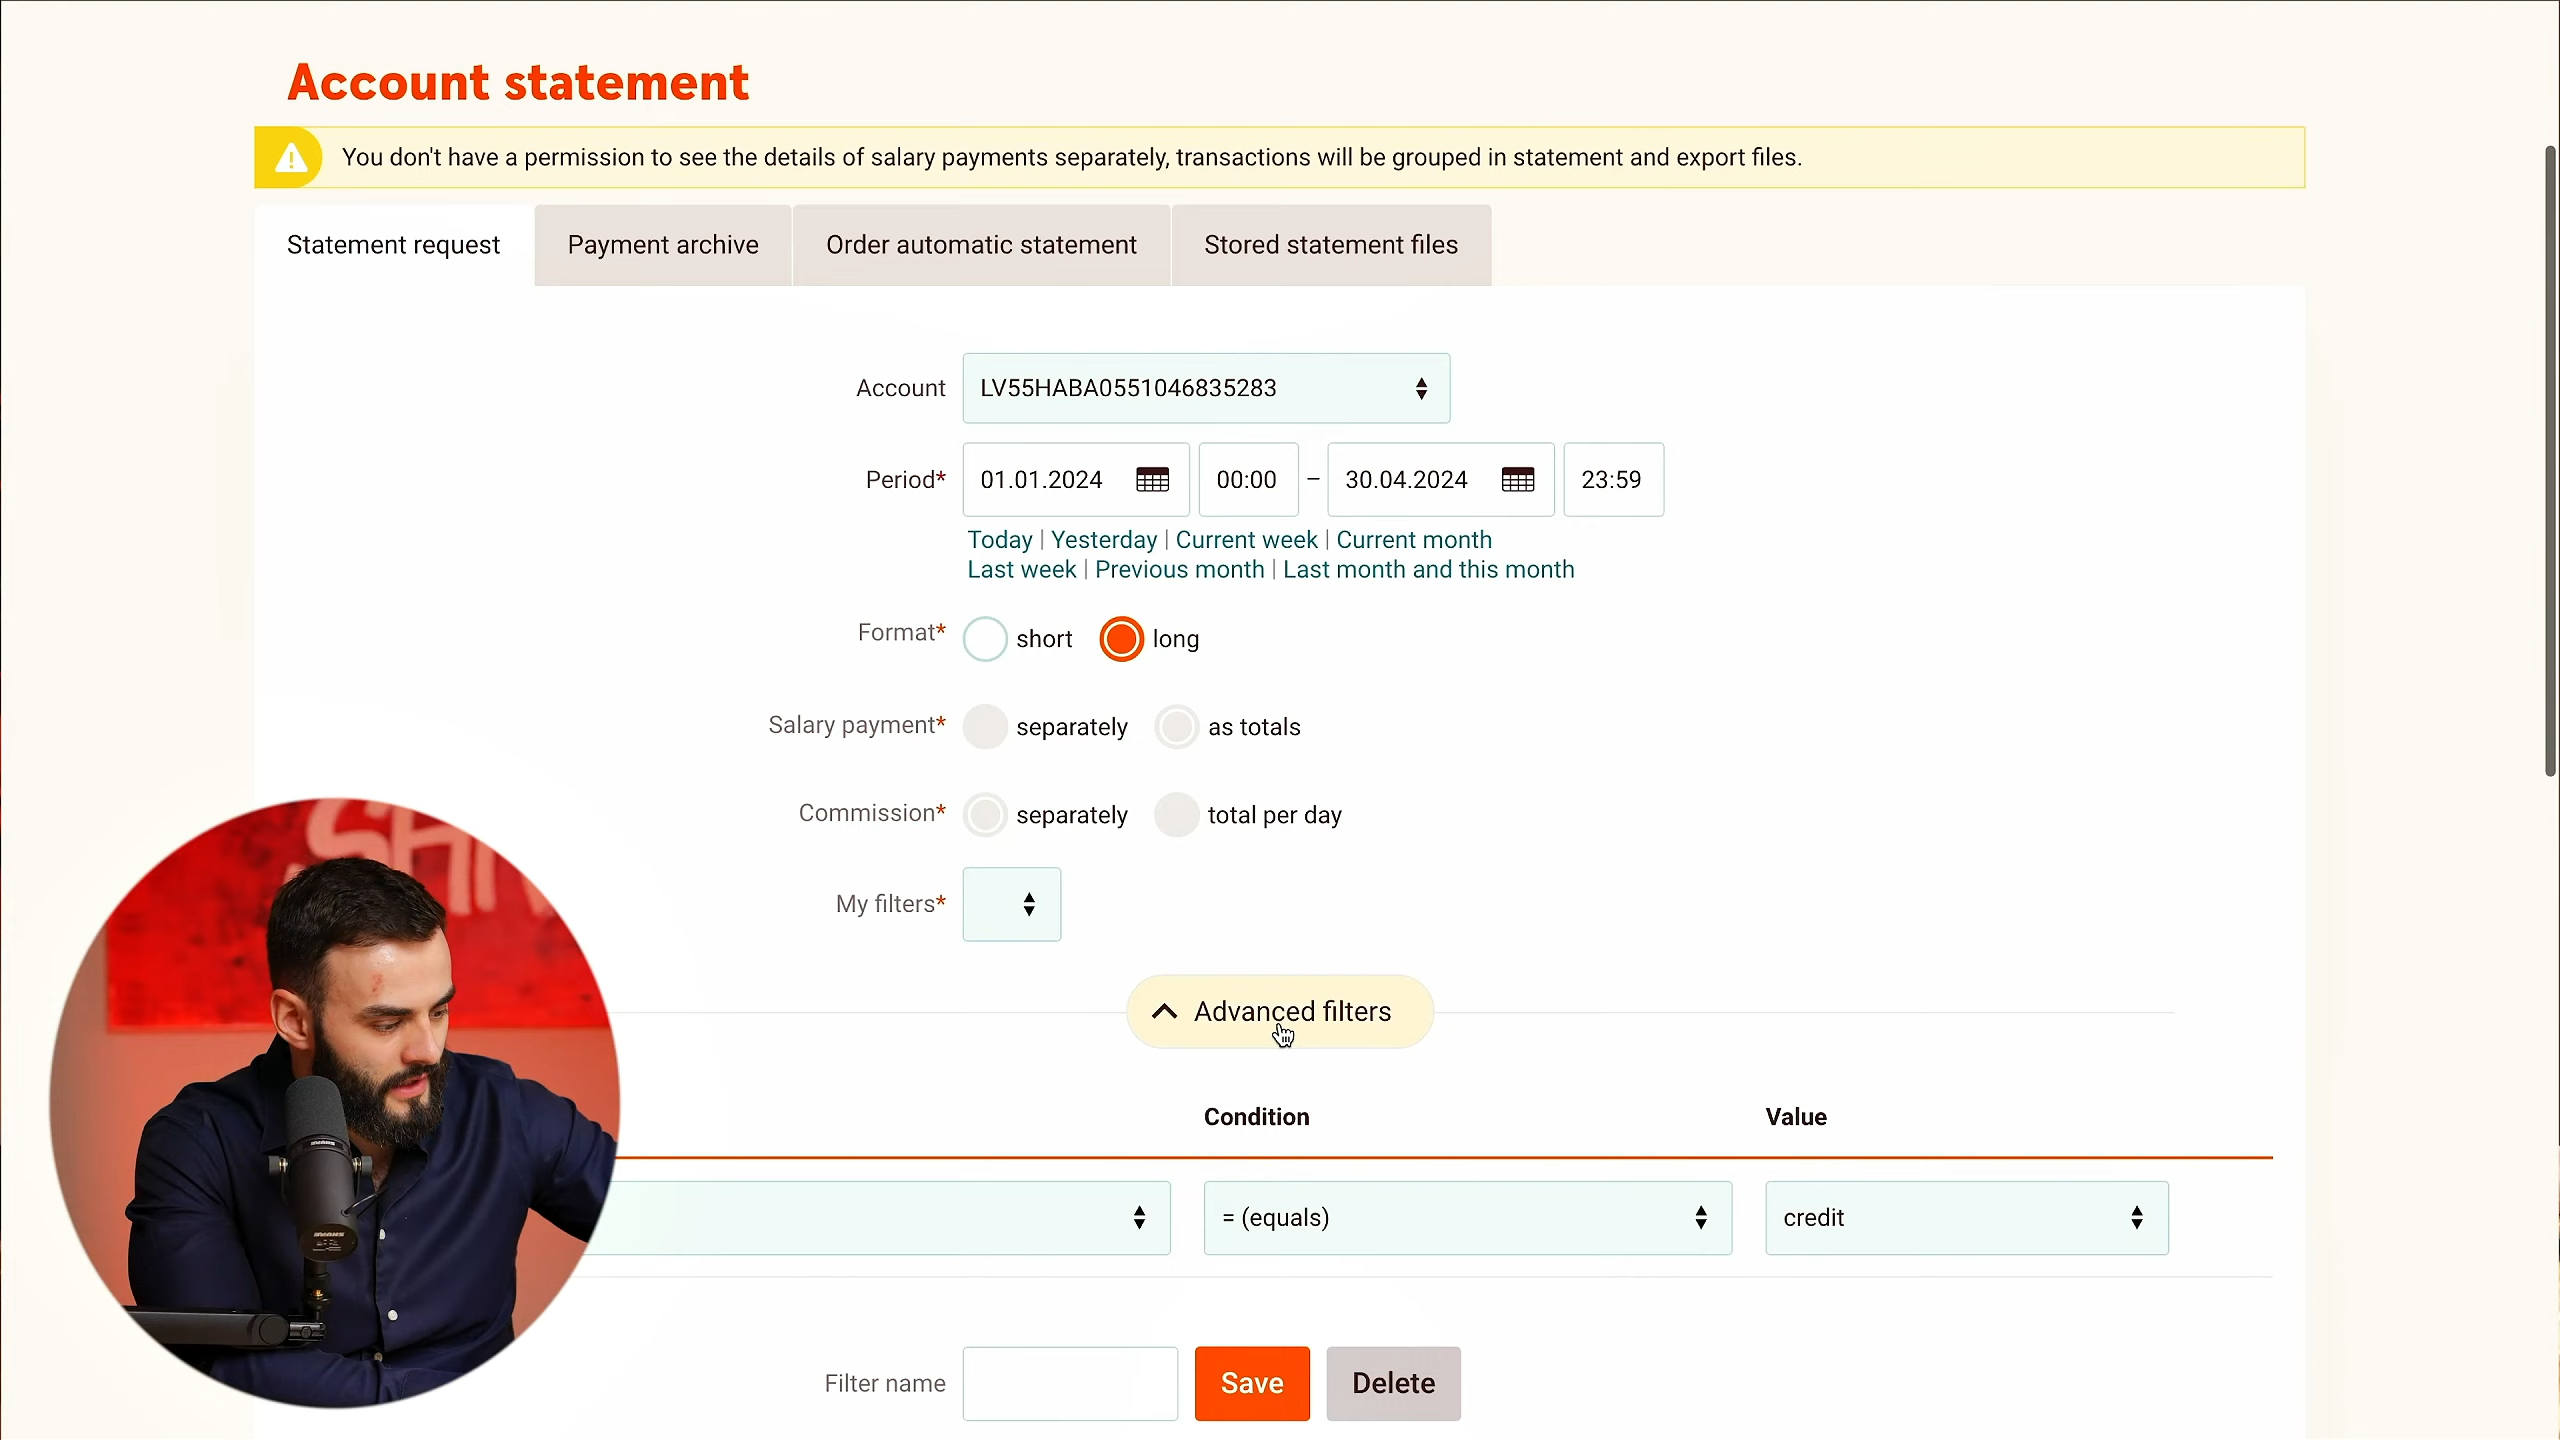 Account statement
You don't have a permission to see the details of salary payments separately, transactions will be grouped in statement and export files.
Statement request
Payment archive
Order automatic statement
Stored statement files
Account LV55HABA0551046835283
Period* 01.01.2024 00:00 – 30.04.2024 23:59
Today | Yesterday | Current week | Current month
Last week | Previous month | Last month and this month
Format* short long
Salary payment* separately as totals
Commission* separately total per day
My filters*
Advanced filters
Condition Value
= (equals) credit
Filter name Save Delete